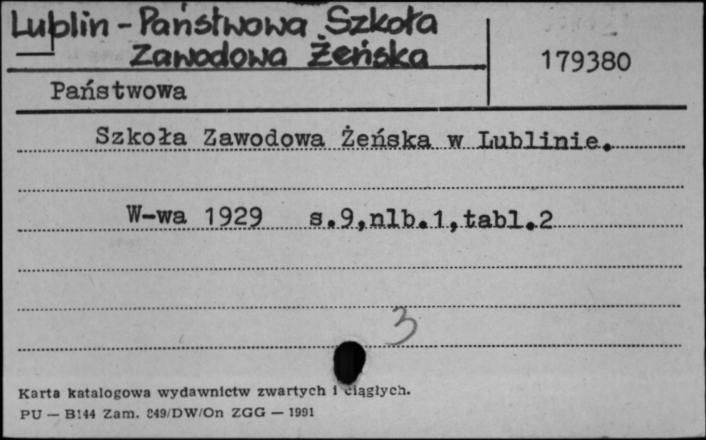 Lublin - Państwowa Szkoła
Zawodowa Żeńska
179380
Państwowa
Szkoła Zawodowa Żeńska w Lublinie.
W-wa 1929 s.9,nlb.1,tabl.2
3
Karta katalogowa wydawnictw zwartych i ciągłych.
PU — B144 Zam. 849/DW/On ZGG — 1991